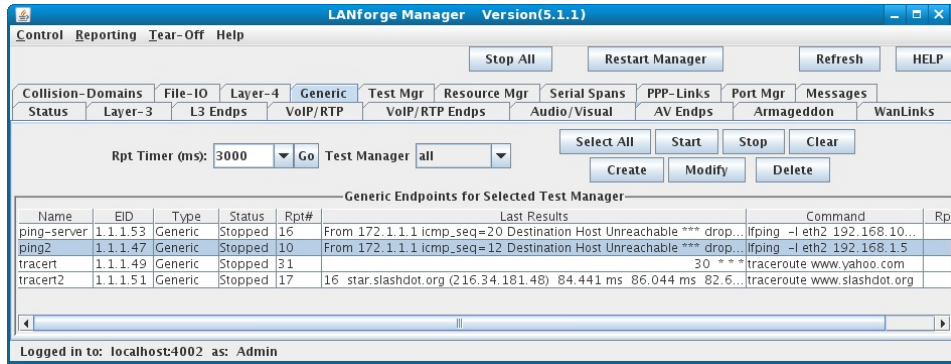 LANforge Manager Version(5.1.1)
Control Reporting Tear-Off Help
Stop All Restart Manager Refresh HELP
Collision-Domains File-IO Layer-4 Generic Test Mgr Resource Mgr Serial Spans PPP-Links Port Mgr Messages
Status Layer-3 L3 Endps VoIP/RTP VoIP/RTP Endps Audio/Visual AV Endps Armageddon WanLinks
Select All Start Stop Clear
Rpt Timer (ms): 3000 Go Test Manager all
Create Modify Delete
Generic Endpoints for Selected Test Manager
Name EID Type Status Rpt# Last Results Command Rp
ping-server 1.1.1.53 Generic Stopped 16 From 172.1.1.1 icmp_seq=20 Destination Host Unreachable *** drop... lfping -I eth2 192.168.10...
ping2 1.1.1.47 Generic Stopped 10 From 172.1.1.1 icmp_seq=12 Destination Host Unreachable *** drop... lfping -I eth2 192.168.1.5
tracert 1.1.1.49 Generic Stopped 31 30 * * * traceroute www.yahoo.com
tracert2 1.1.1.51 Generic Stopped 17 16 star.slashdot.org (216.34.181.48) 84.441 ms 86.044 ms 82.6... traceroute www.slashdot.org
Logged in to: localhost:4002 as: Admin